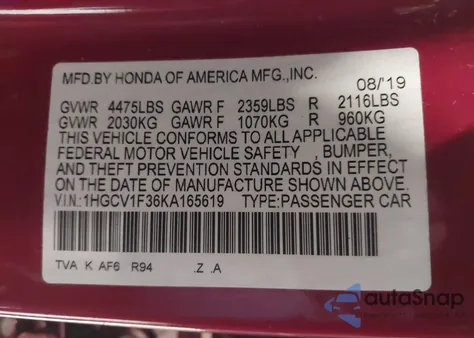 MFD.BY HONDA OF AMERICA MFG.,INC. 08/'19
GVWR 4475LBS GAWR F 2359LBS R 2116LBS
GVWR 2030KG GAWR F 1070KG R 960KG
THIS VEHICLE CONFORMS TO ALL APPLICABLE
FEDERAL MOTOR VEHICLE SAFETY , BUMPER,
AND THEFT PREVENTION STANDARDS IN EFFECT
ON THE DATE OF MANUFACTURE SHOWN ABOVE.
V.I.N.:1HGCV1F36KA165619 TYPE:PASSENGER CAR
TVA K AF6 R94 .Z .A
autoSnap